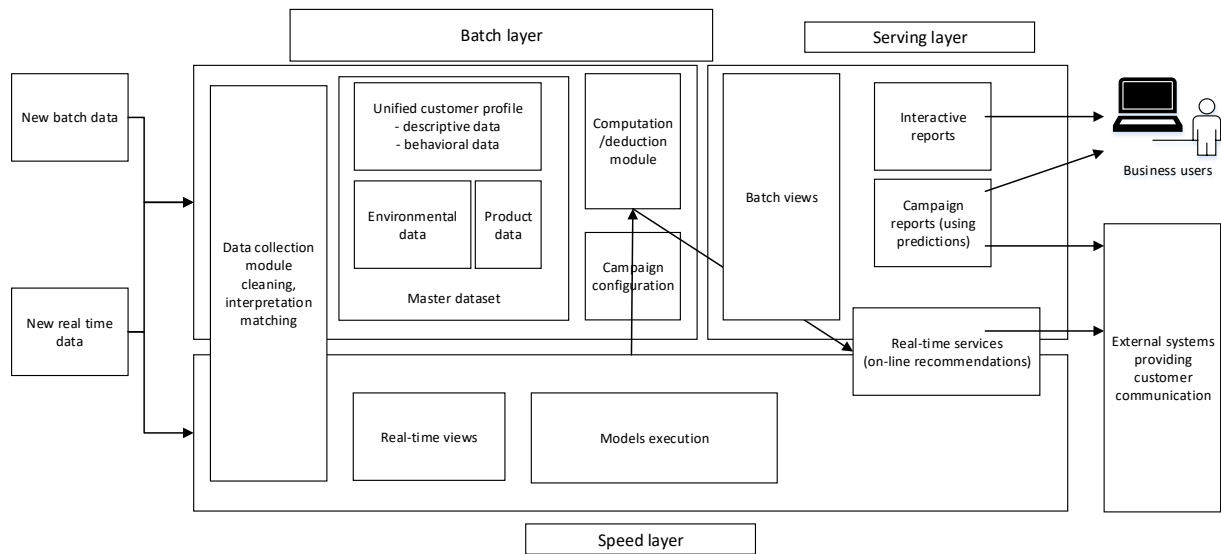 Batch layer
Serving layer
New batch data
New real time
data
Data collection
module
cleaning,
interpretation
matching
Unified customer profile
- descriptive data
- behavioral data
Environmental
data
Product
data
Master dataset
Computation
/deduction
module
Campaign
configuration
Batch views
Interactive
reports
Campaign
reports (using
predictions)
Real-time services
(on-line recommendations)
Business users
External systems
providing
customer
communication
Real-time views
Models execution
Speed layer